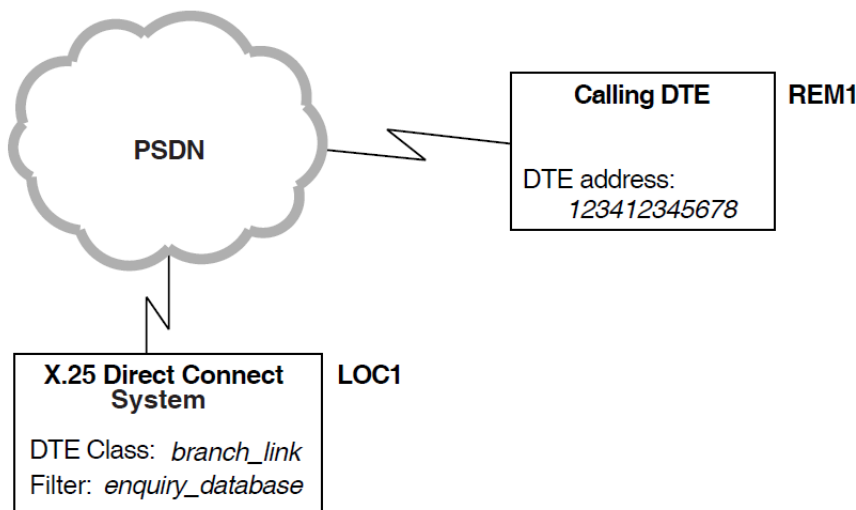 PSDN
Calling DTE
REM1
DTE address:
123412345678
X.25 Direct Connect
System
LOC1
DTE Class: branch_link
Filter: enquiry_database